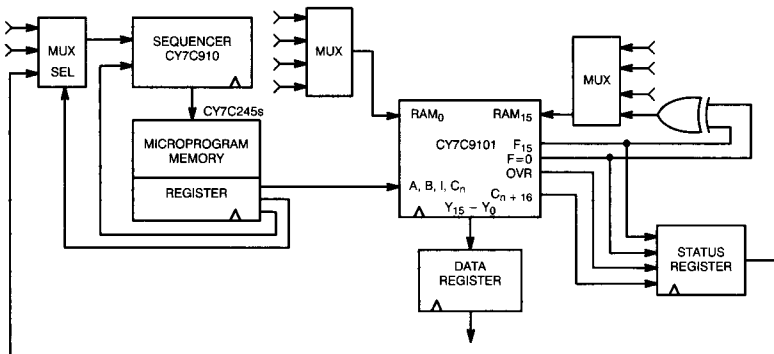 MUX
SEL
SEQUENCER
CY7C910
CY7C245s
MICROPROGRAM
MEMORY
REGISTER
MUX
MUX
RAM0
RAM15
CY7C9101
F15
F=0
OVR
A, B, I, Cn
Cn + 16
Y15 – Y0
DATA
REGISTER
STATUS
REGISTER